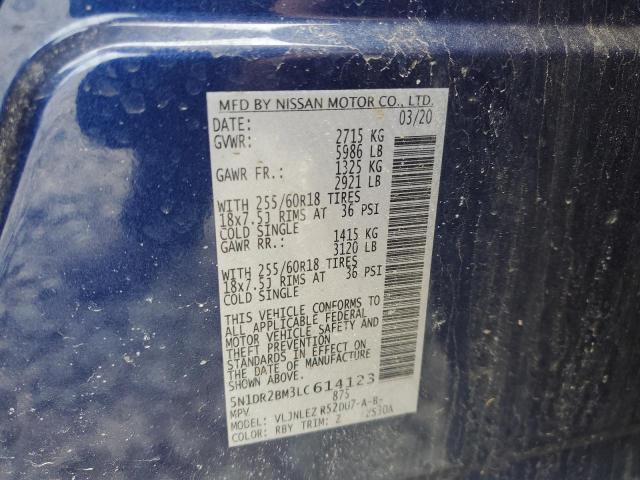 MFD BY NISSAN MOTOR CO., LTD.
DATE: 03/20
GVWR: 2715 KG
5986 LB
GAWR FR.: 1325 KG
2921 LB
WITH 255/60R18 TIRES
18x7.5J RIMS AT 36 PSI
COLD SINGLE
GAWR RR.: 1415 KG
3120 LB
WITH 255/60R18 TIRES
18x7.5J RIMS AT 36 PSI
COLD SINGLE
THIS VEHICLE CONFORMS TO
ALL APPLICABLE FEDERAL
MOTOR VEHICLE SAFETY AND
THEFT PREVENTION
STANDARDS IN EFFECT ON
THE DATE OF MANUFACTURE
SHOWN ABOVE.
5N1DR2BM3LC614123
MPV 875
MODEL: VLJNLEZ R52DU7-A-B-
COLOR: RBY TRIM: Z 2530A